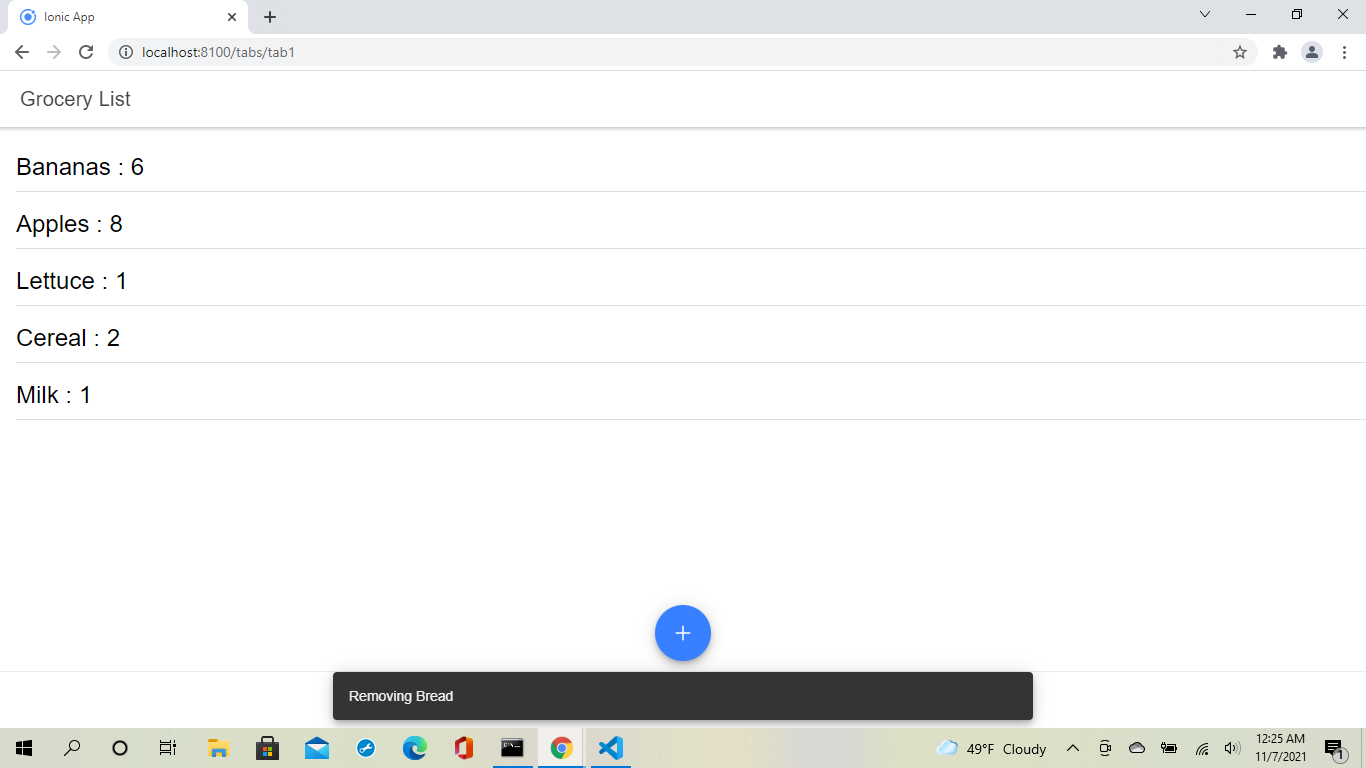 Ionic App
localhost:8100/tabs/tab1
Grocery List
Bananas : 6
Apples : 8
Lettuce : 1
Cereal : 2
Milk : 1
Removing Bread
49°F Cloudy
12:25 AM
11/7/2021
1